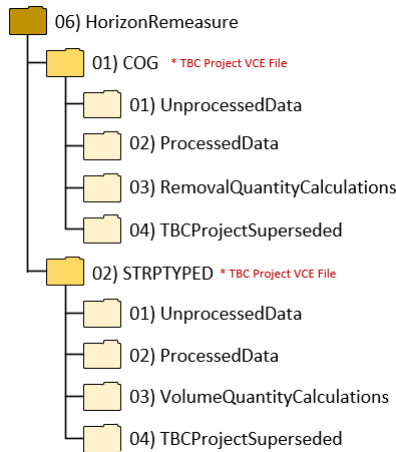 06) HorizonRemeasure
01) COG * TBC Project VCE File
01) UnprocessedData
02) ProcessedData
03) RemovalQuantityCalculations
04) TBCProjectSuperseded
02) STRPTYPED * TBC Project VCE File
01) UnprocessedData
02) ProcessedData
03) VolumeQuantityCalculations
04) TBCProjectSuperseded